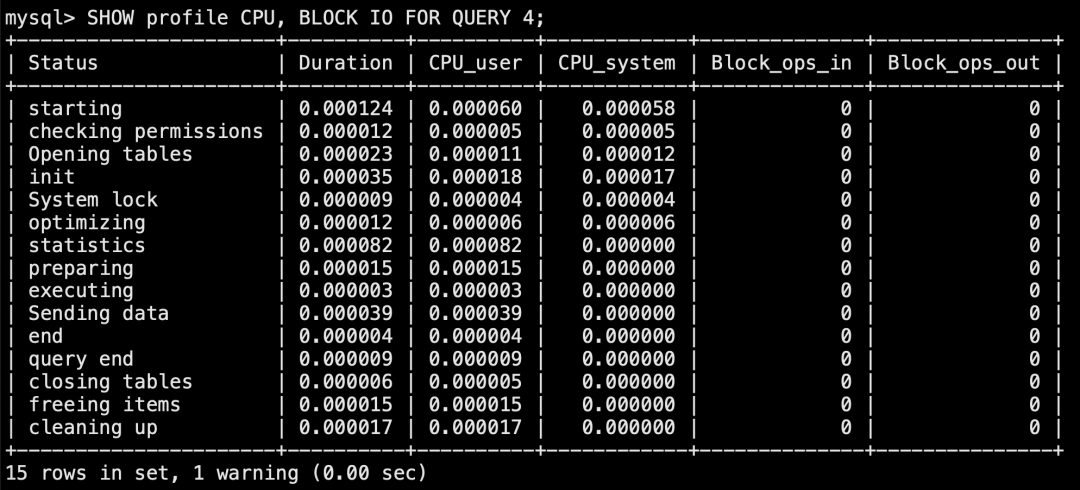 mysql> SHOW profile CPU, BLOCK IO FOR QUERY 4;
+----------------------+----------+----------+------------+--------------+---------------+
| Status               | Duration | CPU_user | CPU_system | Block_ops_in | Block_ops_out |
+----------------------+----------+----------+------------+--------------+---------------+
| starting             | 0.000124 | 0.000060 | 0.000058 | 0 | 0 |
| checking permissions | 0.000012 | 0.000005 | 0.000005 | 0 | 0 |
| Opening tables       | 0.000023 | 0.000011 | 0.000012 | 0 | 0 |
| init                 | 0.000035 | 0.000018 | 0.000017 | 0 | 0 |
| System lock          | 0.000009 | 0.000004 | 0.000004 | 0 | 0 |
| optimizing           | 0.000012 | 0.000006 | 0.000006 | 0 | 0 |
| statistics           | 0.000082 | 0.000082 | 0.000000 | 0 | 0 |
| preparing            | 0.000015 | 0.000015 | 0.000000 | 0 | 0 |
| executing            | 0.000003 | 0.000003 | 0.000000 | 0 | 0 |
| Sending data         | 0.000039 | 0.000039 | 0.000000 | 0 | 0 |
| end                  | 0.000004 | 0.000004 | 0.000000 | 0 | 0 |
| query end            | 0.000009 | 0.000009 | 0.000000 | 0 | 0 |
| closing tables       | 0.000006 | 0.000005 | 0.000000 | 0 | 0 |
| freeing items        | 0.000015 | 0.000015 | 0.000000 | 0 | 0 |
| cleaning up          | 0.000017 | 0.000017 | 0.000000 | 0 | 0 |
+----------------------+----------+----------+------------+--------------+---------------+
15 rows in set, 1 warning (0.00 sec)